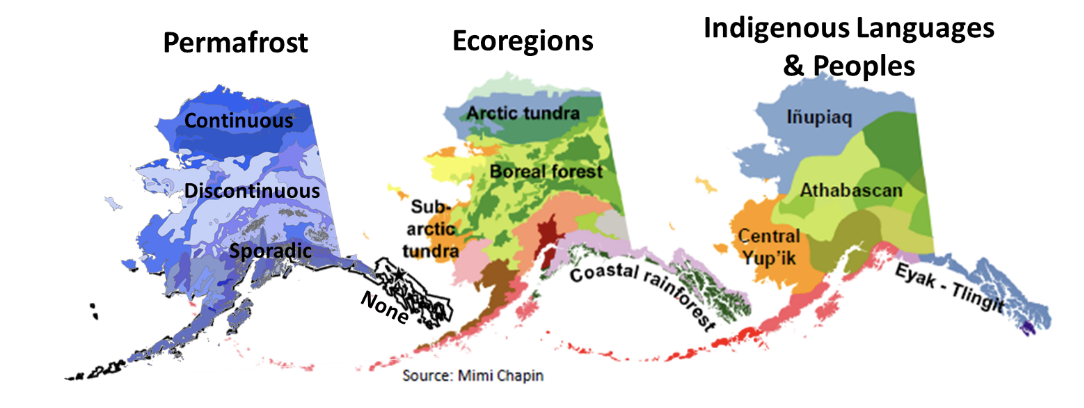 Permafrost
Continuous
Discontinuous
Sporadic
None
Ecoregions
Arctic tundra
Boreal forest
Sub-
arctic
tundra
Coastal rainforest
Indigenous Languages
& Peoples
Iñupiaq
Athabascan
Central
Yup'ik
Eyak - Tlingit
Source: Mimi Chapin